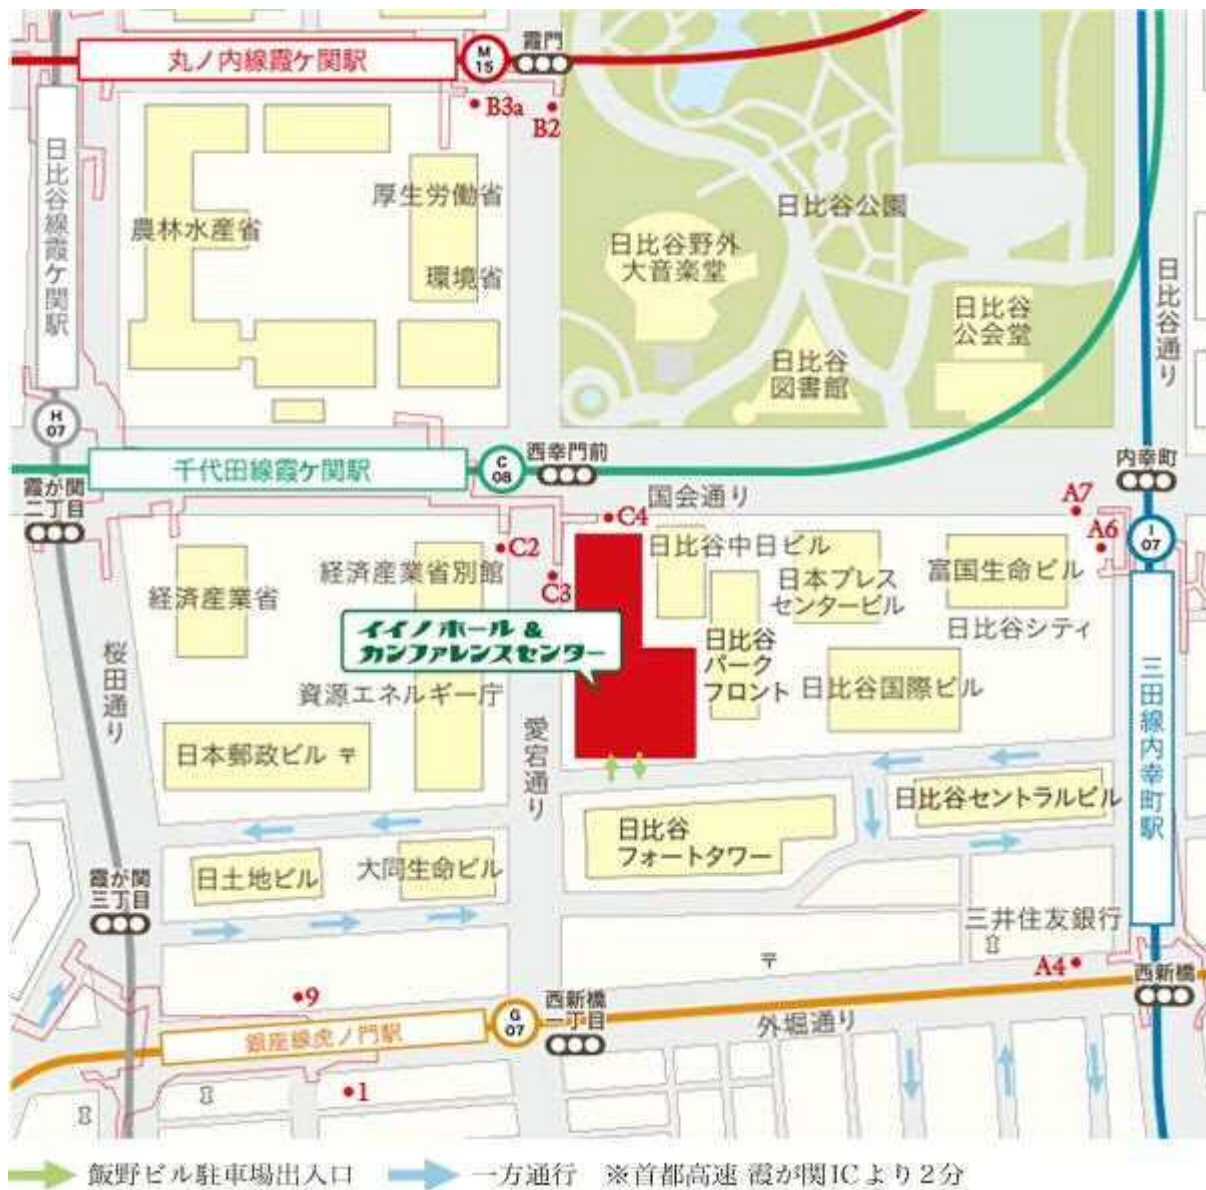 丸ノ内線霞ケ関駅
M
15
霞門
B3a
B2
日比谷線霞ケ関駅
農林水産省
厚生労働省
環境省
日比谷公園
日比谷野外
大音楽堂
日比谷
公会堂
日比谷
図書館
日比谷通り
H
07
千代田線霞ケ関駅
C
08
西幸門前
内幸町
霞が関
二丁目
国会通り
A7
A6
I
07
C4
C2
C3
経済産業省
経済産業省別館
日比谷中日ビル
日本プレス
センタービル
富国生命ビル
日比谷シティ
イイノホール &
カンファレンスセンター
日比谷
パーク
フロント
日比谷国際ビル
桜田通り
資源エネルギー庁
日本郵政ビル 〒
愛宕通り
三田線内幸町駅
日比谷セントラルビル
日比谷
フォートタワー
日土地ビル
大同生命ビル
霞が関
三丁目
三井住友銀行
〒
A4
西新橋
9
銀座線虎ノ門駅
G
07
西新橋
一丁目
外堀通り
1
飯野ビル駐車場出入口 一方通行 ※首都高速 霞が関ICより2分